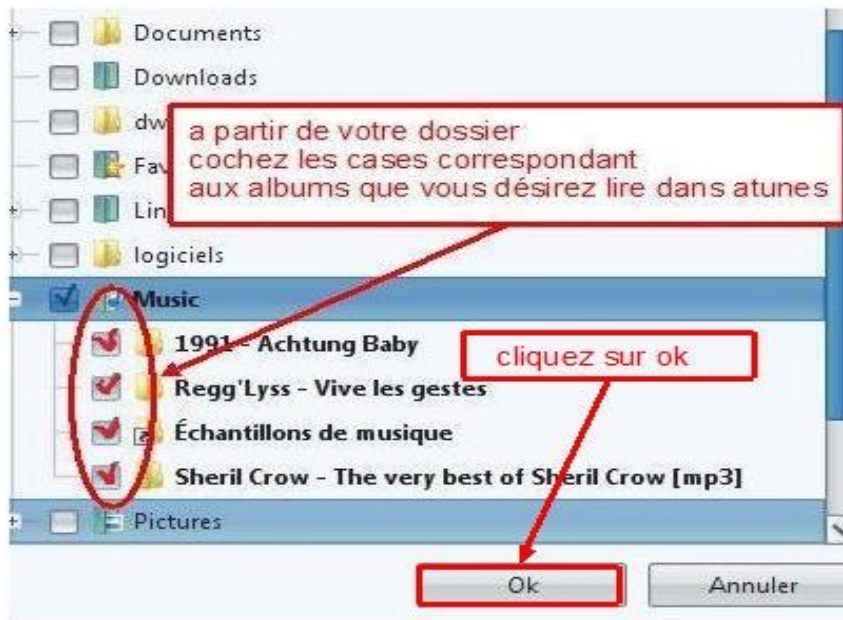 Documents
Downloads
dw
a partir de votre dossier
cochez les cases correspondant
aux albums que vous désirez lire dans atunes
Fav
Lin
logiciels
Music
1991 - Achtung Baby
cliquez sur ok
Regg'Lyss - Vive les gestes
Échantillons de musique
Sheril Crow - The very best of Sheril Crow [mp3]
Pictures
Ok
Annuler